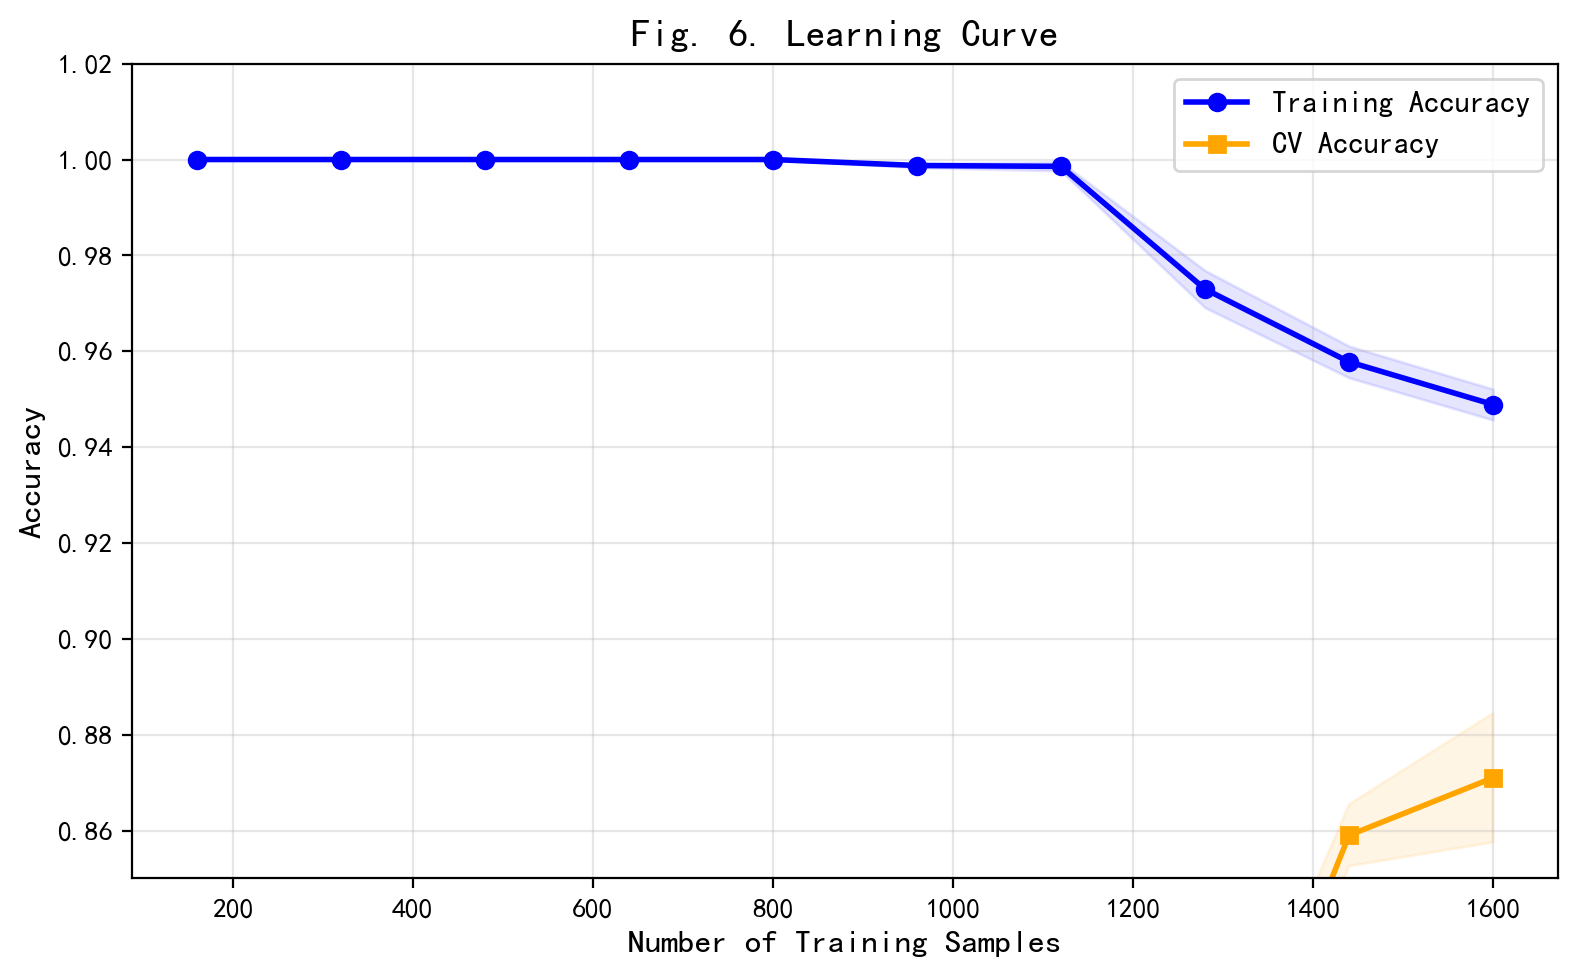 Fig. 6. Learning Curve
1.02
1.00
0.98
0.96
0.94
0.92
0.90
0.88
0.86
Accuracy
Training Accuracy
CV Accuracy
200 400 600 800 1000 1200 1400 1600
Number of Training Samples